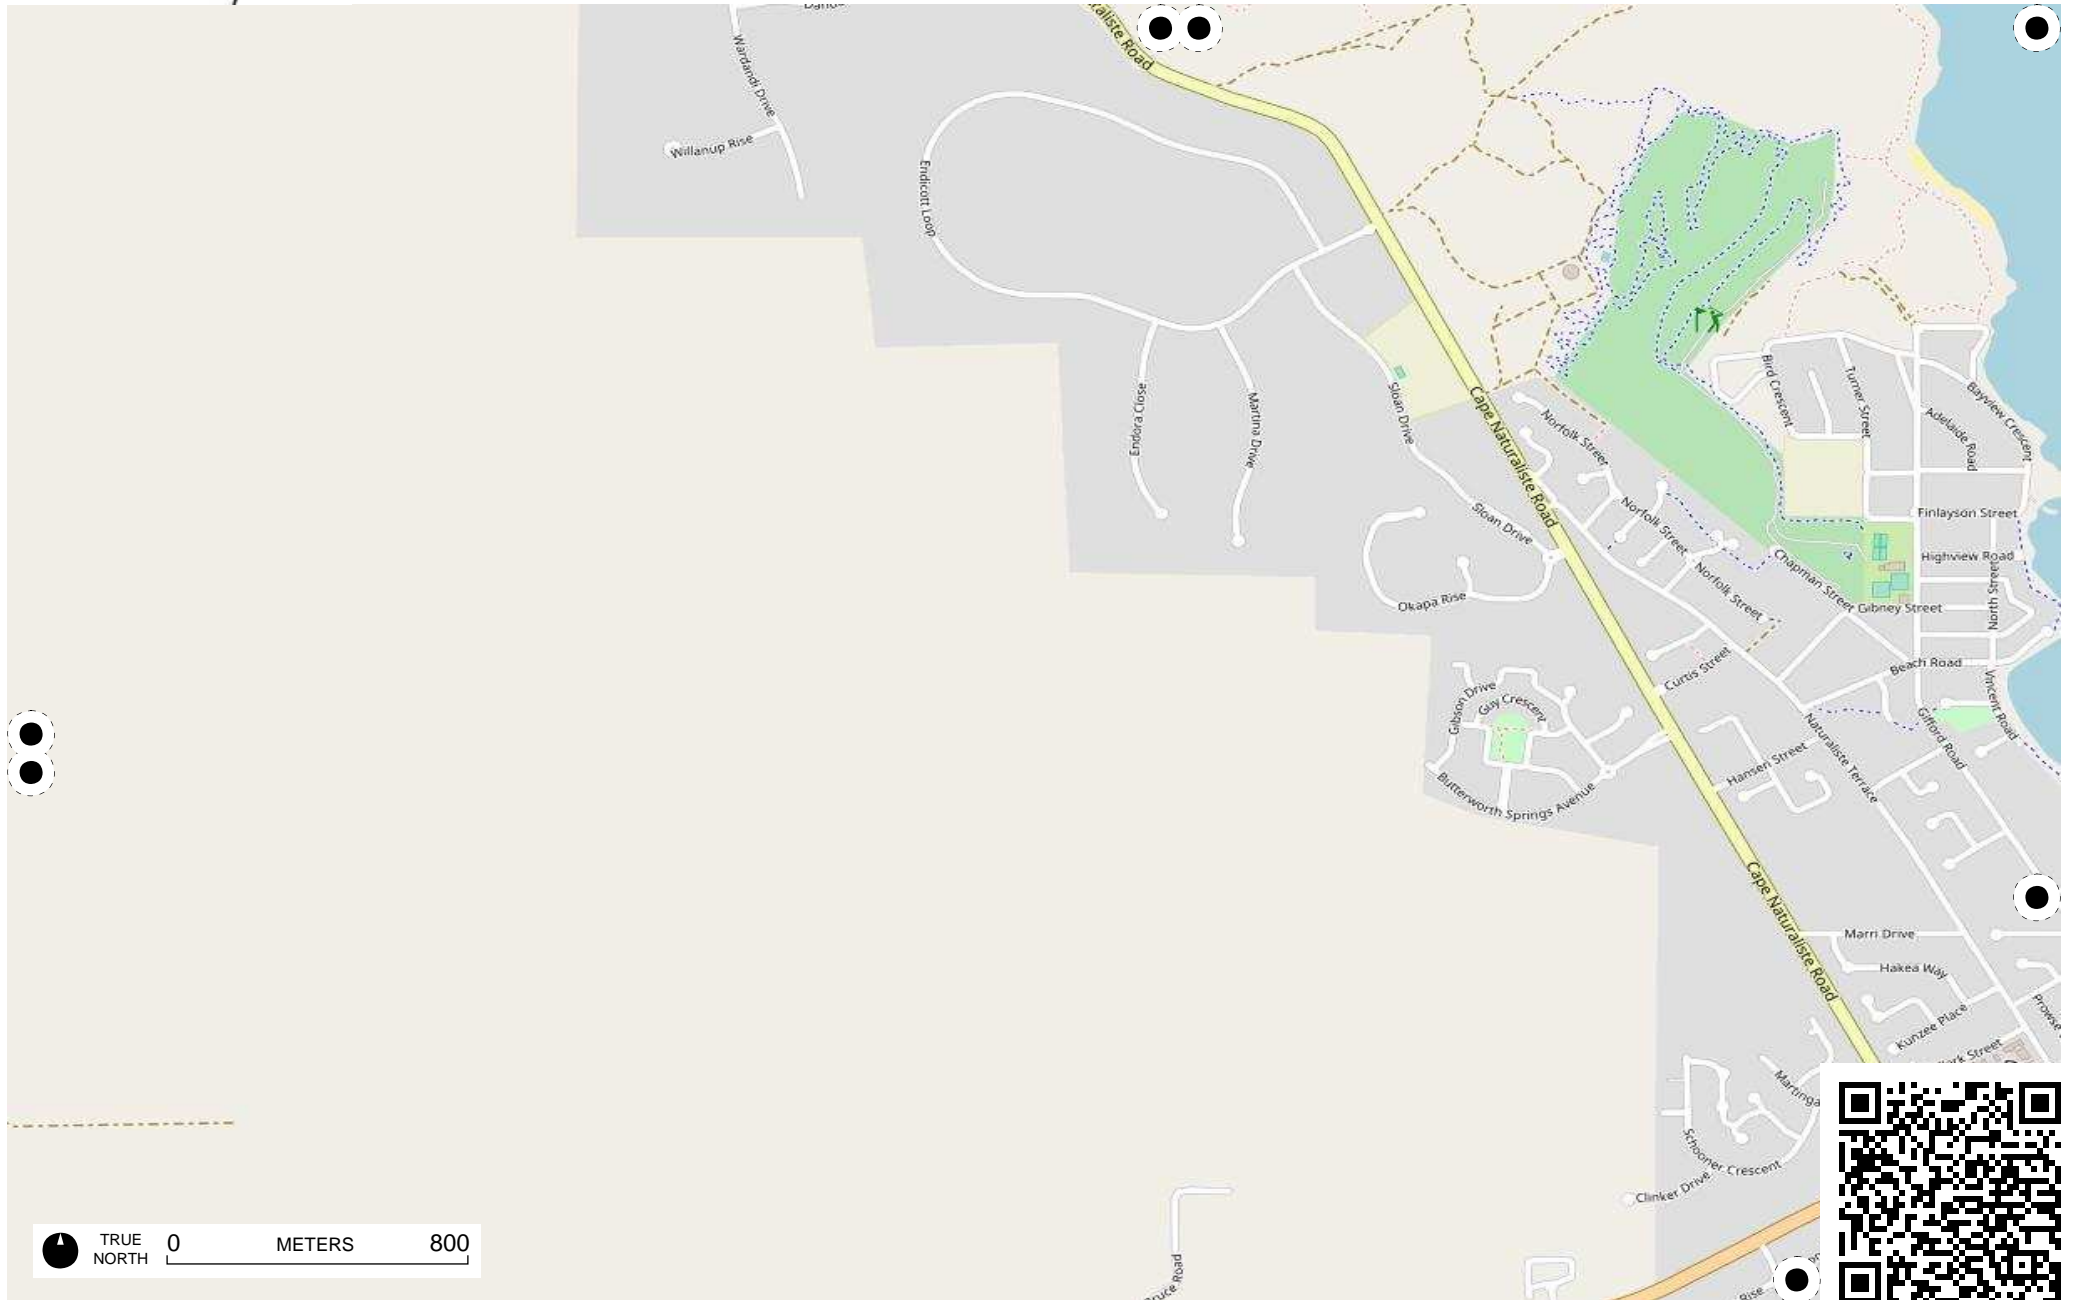 Wardandi Drive
Willanup Rise
Endicott Loop
Endora Close
Martina Drive
Sloan Drive
Sloan Drive
Okapa Rise
Cape Naturaliste Road
Cape Naturaliste Road
Road
Norfolk Street
Norfolk Street
Norfolk Street
Bird Crescent
Turner Street
Adelaide Road
Bayview Crescent
Finlayson Street
Highview Road
North Street
Chapman Street
Gibney Street
Beach Road
Vincent Road
Gifford Road
Curtis Street
Naturaliste Terrace
Hansen Street
Gibson Drive
Guy Crescent
Butterworth Springs Avenue
Marri Drive
Hakea Way
Kunzee Place
Street
Schooner Crescent
Clinker Drive
Road
Rise
TRUE
NORTH
0 METERS 800